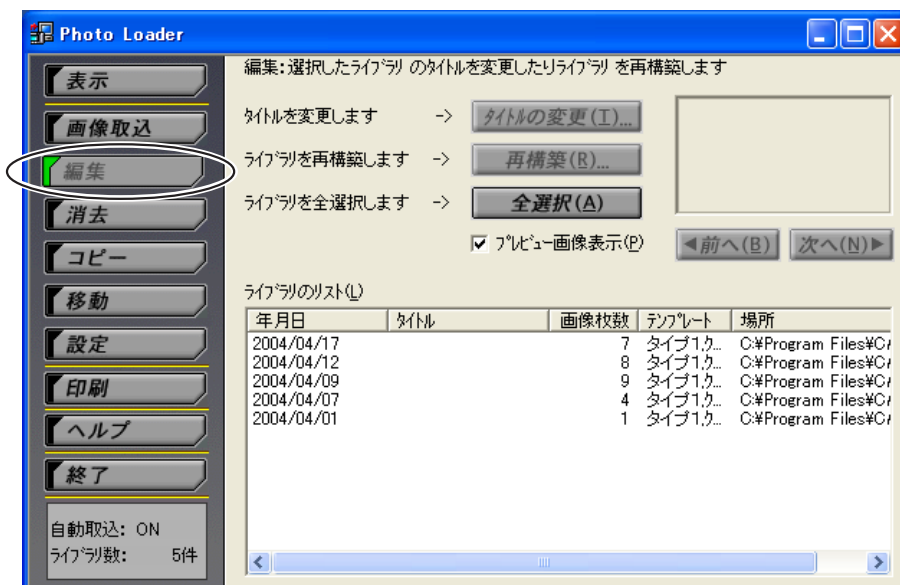 Photo Loader
表示
画像取込
編集
消去
コピー
移動
設定
印刷
ヘルプ
終了
自動取込: ON
ﾗｲﾌﾞﾗﾘ数: 5件
編集:選択したﾗｲﾌﾞﾗﾘ のﾀｲﾄﾙを変更したりﾗｲﾌﾞﾗﾘ を再構築します
ﾀｲﾄﾙを変更します -> ﾀｲﾄﾙの変更(T)...
ﾗｲﾌﾞﾗﾘを再構築します -> 再構築(R)...
ﾗｲﾌﾞﾗﾘを全選択します -> 全選択(A)
ﾌﾟﾚﾋﾞｭｰ画像表示(P) ◀前へ(B) 次へ(N)▶
ﾗｲﾌﾞﾗﾘのﾘｽﾄ(L)
年月日 ﾀｲﾄﾙ 画像枚数 ﾃﾝﾌﾟﾚｰﾄ 場所
2004/04/17 7 タイプ1,ｸ... C:¥Program Files¥CA
2004/04/12 8 タイプ1,ｸ... C:¥Program Files¥CA
2004/04/09 9 タイプ1,ｸ... C:¥Program Files¥CA
2004/04/07 4 タイプ1,ｸ... C:¥Program Files¥CA
2004/04/01 1 タイプ1,ｸ... C:¥Program Files¥CA